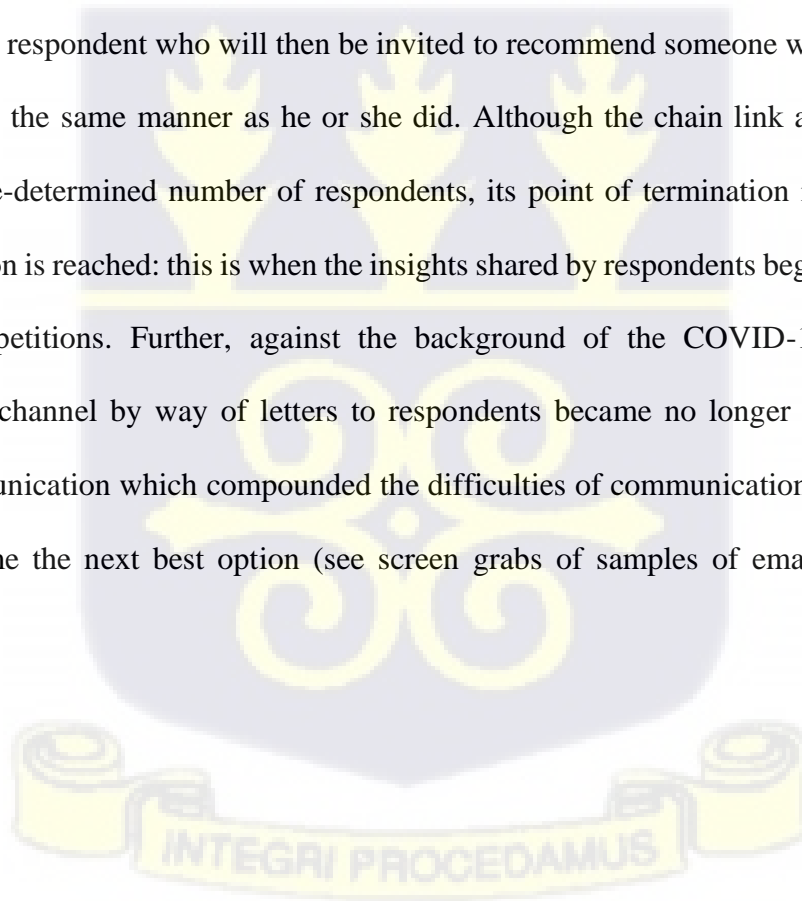 respondent who will then be invited to recommend someone w
the same manner as he or she did. Although the chain link a
e-determined number of respondents, its point of termination
on is reached: this is when the insights shared by respondents beg
petitions. Further, against the background of the COVID-1
channel by way of letters to respondents became no longer
unication which compounded the difficulties of communication
ne the next best option (see screen grabs of samples of ema
INTEGRI PROCEDAMUS